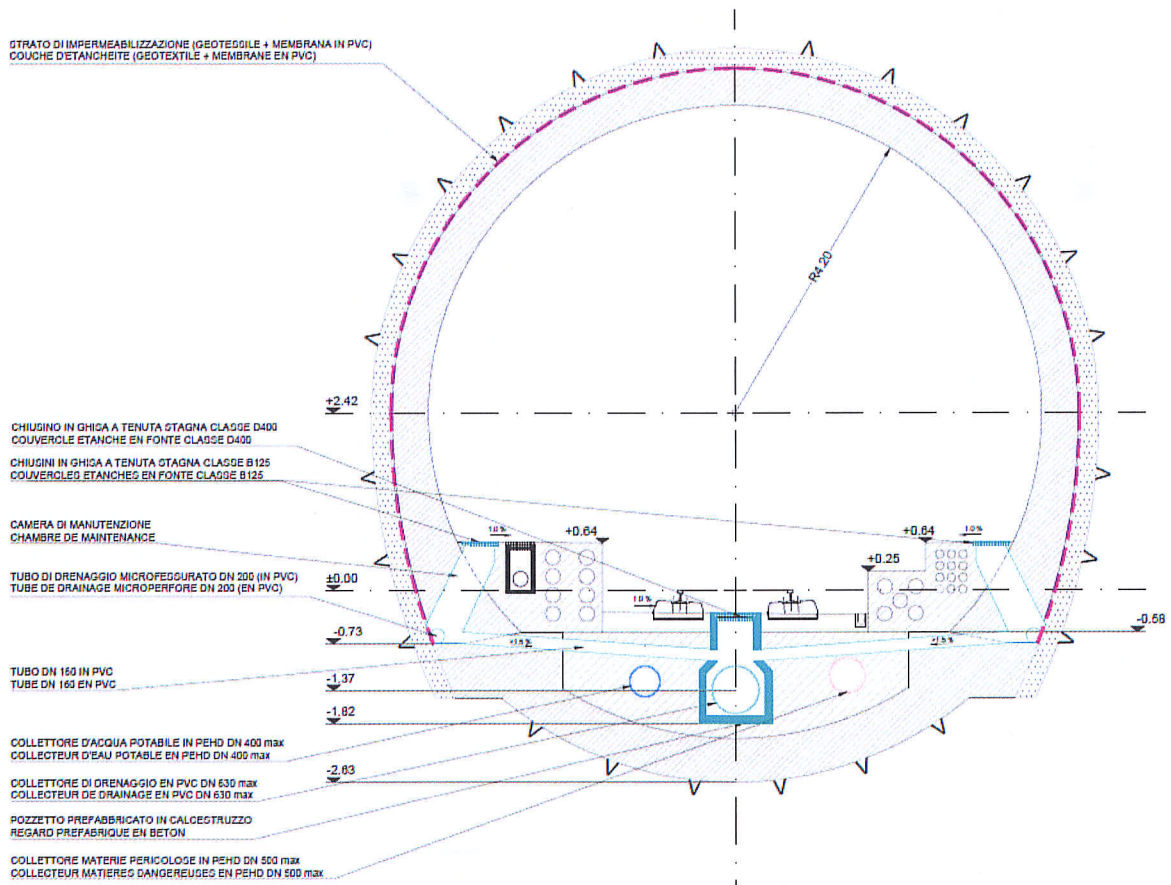 STRATO DI IMPERMEABILIZZAZIONE (GEOTESSILE + MEMBRANA IN PVC)
COUCHE D'ETANCHEITE (GEOTEXTILE + MEMBRANE EN PVC)
R4.20
+2.42
CHIUSINO IN GHISA A TENUTA STAGNA CLASSE D400
COUVERCLE ETANCHE EN FONTE CLASSE D400
CHIUSINI IN GHISA A TENUTA STAGNA CLASSE B125
COUVERCLES ETANCHES EN FONTE CLASSE B125
CAMERA DI MANUTENZIONE
CHAMBRE DE MAINTENANCE
1.0%
+0.64
+0.64
1.0%
+0.25
TUBO DI DRENAGGIO MICROFESSURATO DN 200 (IN PVC)
TUBE DE DRAINAGE MICROPERFORE DN 200 (EN PVC)
±0.00
1.0%
-0.73
-0.58
TUBO DN 160 IN PVC
TUBE DN 160 EN PVC
-1.37
-1.82
COLLETTORE D'ACQUA POTABILE IN PEHD DN 400 max
COLLECTEUR D'EAU POTABLE EN PEHD DN 400 max
-2.63
COLLETTORE DI DRENAGGIO EN PVC DN 630 max
COLLECTEUR DE DRAINAGE EN PVC DN 630 max
POZZETTO PREFABBRICATO IN CALCESTRUZZO
REGARD PREFABRIQUE EN BETON
COLLETTORE MATERIE PERICOLOSE IN PEHD DN 500 max
COLLECTEUR MATIERES DANGEREUSES EN PEHD DN 500 max